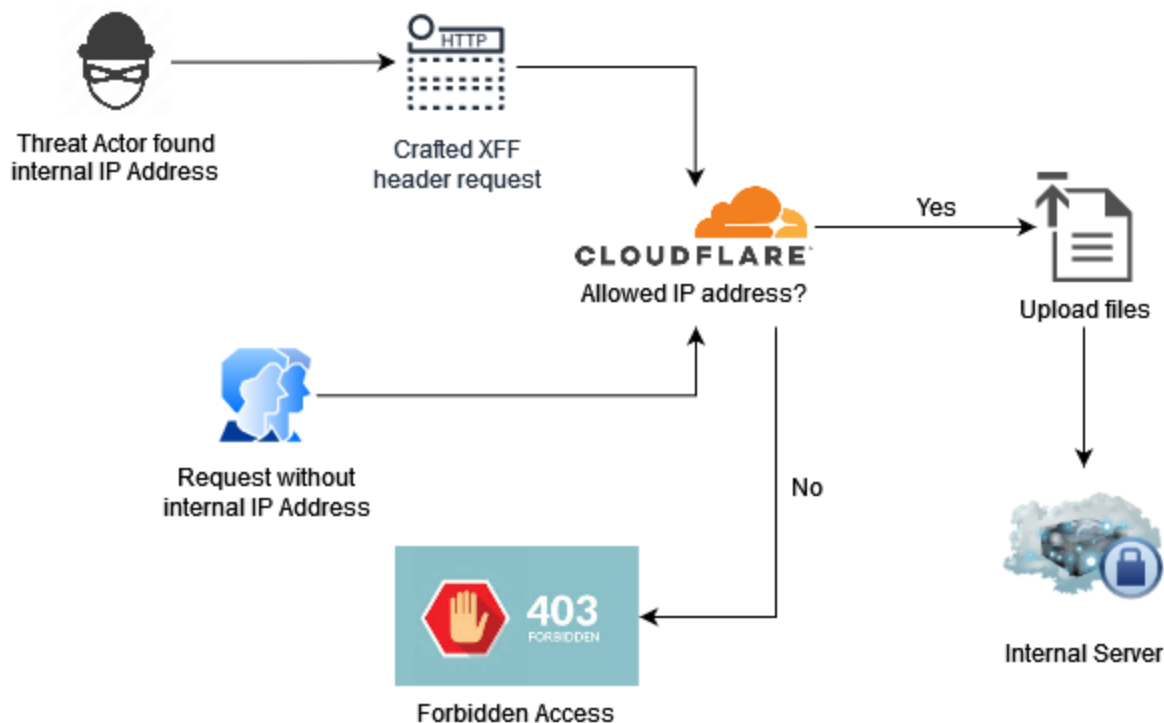 HTTP
Threat Actor found
internal IP Address
Crafted XFF
header request
CLOUDFLARE
Allowed IP address?
Yes
Upload files
Request without
internal IP Address
No
403
FORBIDDEN
Forbidden Access
Internal Server